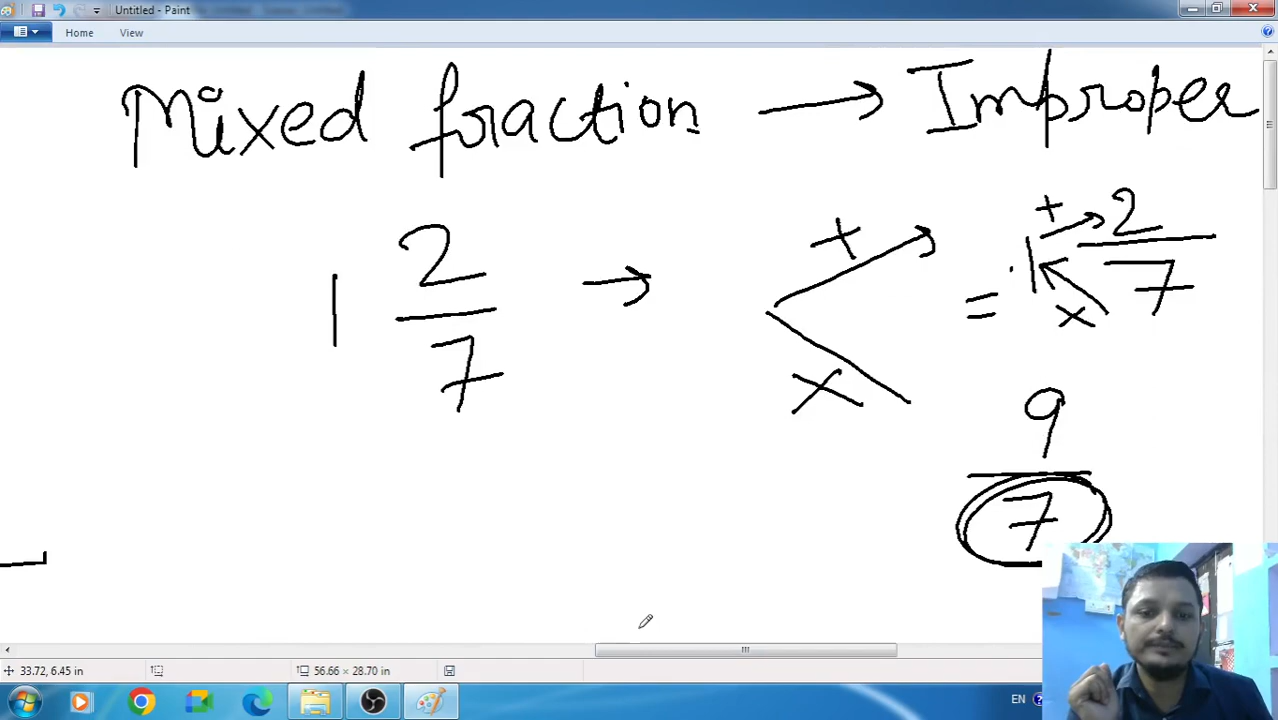 Untitled - Paint
Home View
Mixed fraction → Improper
1 2/7 → + x = 1 + 2/7 x
9/7
33.72, 6.45 in 56.66 × 28.70 in
EN